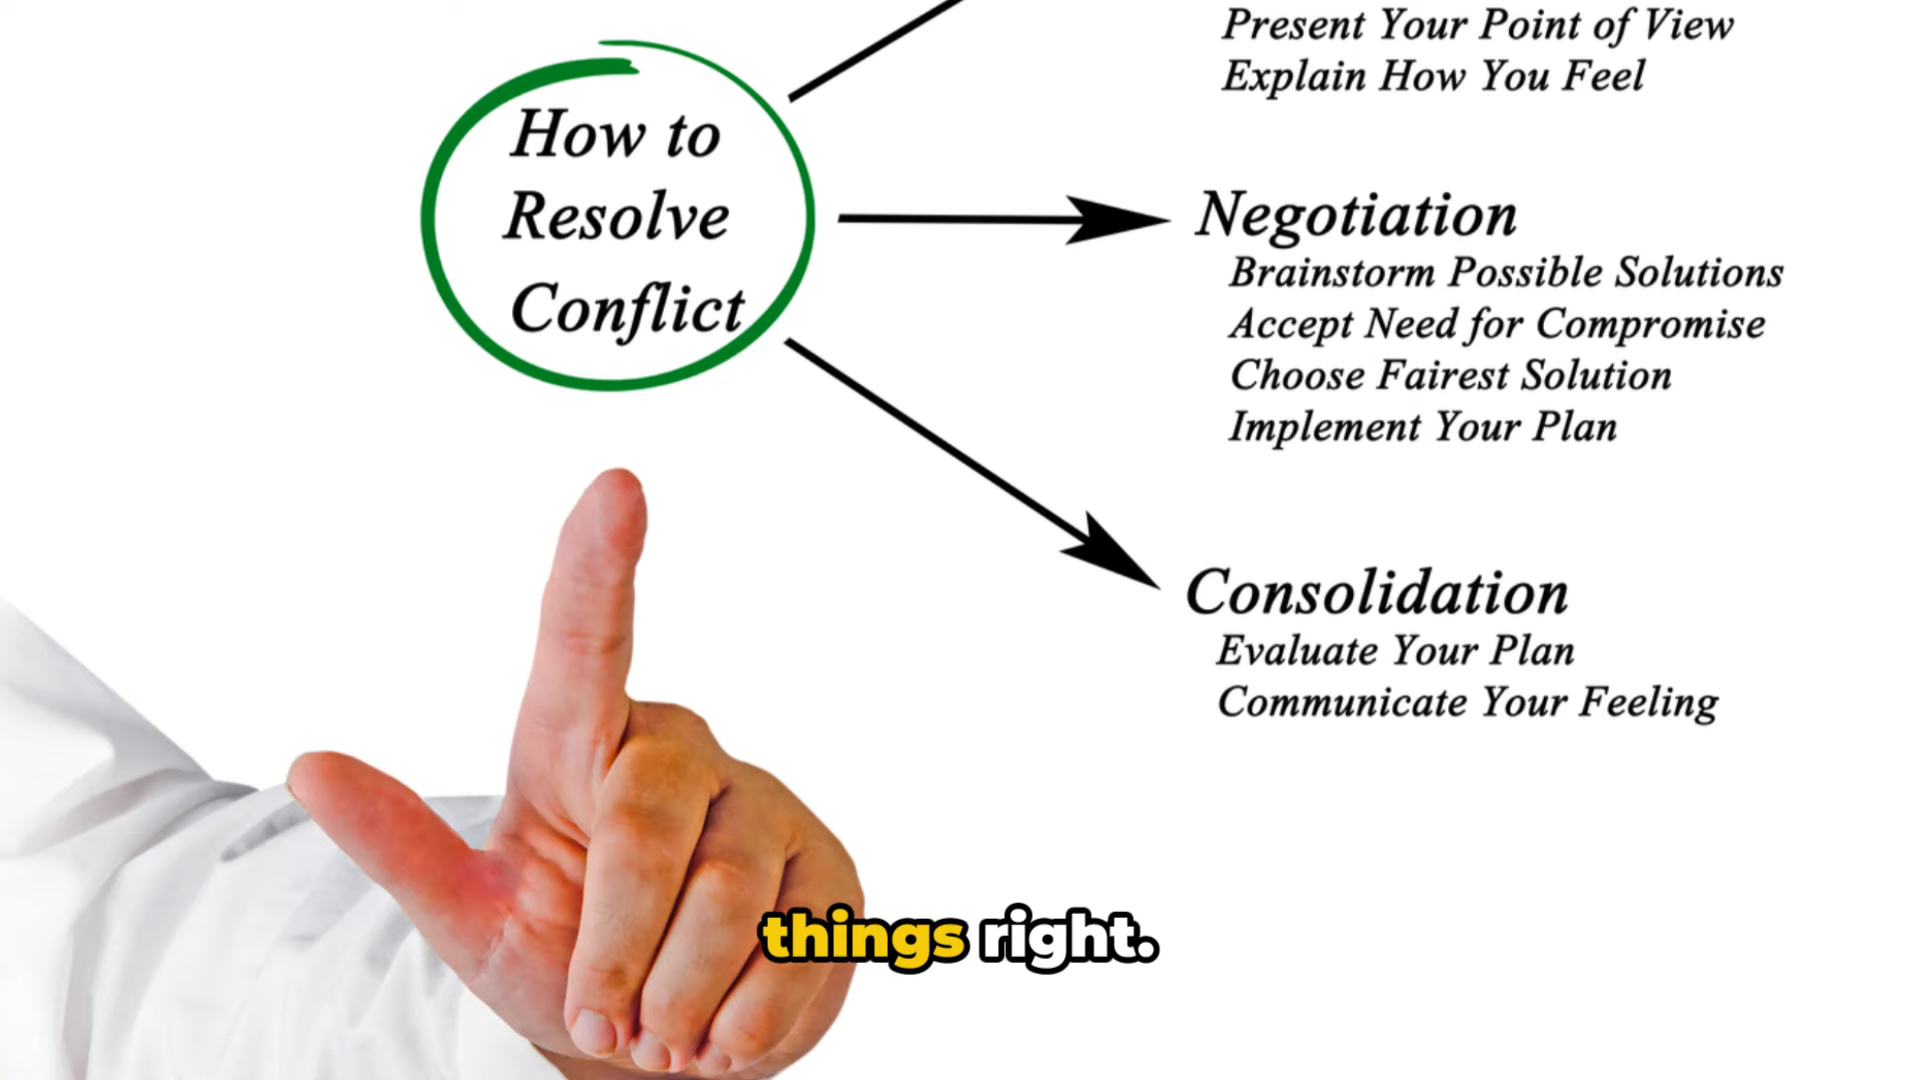 How to
Resolve
Conflict
Present Your Point of View
Explain How You Feel
Negotiation
Brainstorm Possible Solutions
Accept Need for Compromise
Choose Fairest Solution
Implement Your Plan
Consolidation
Evaluate Your Plan
Communicate Your Feeling
things right.